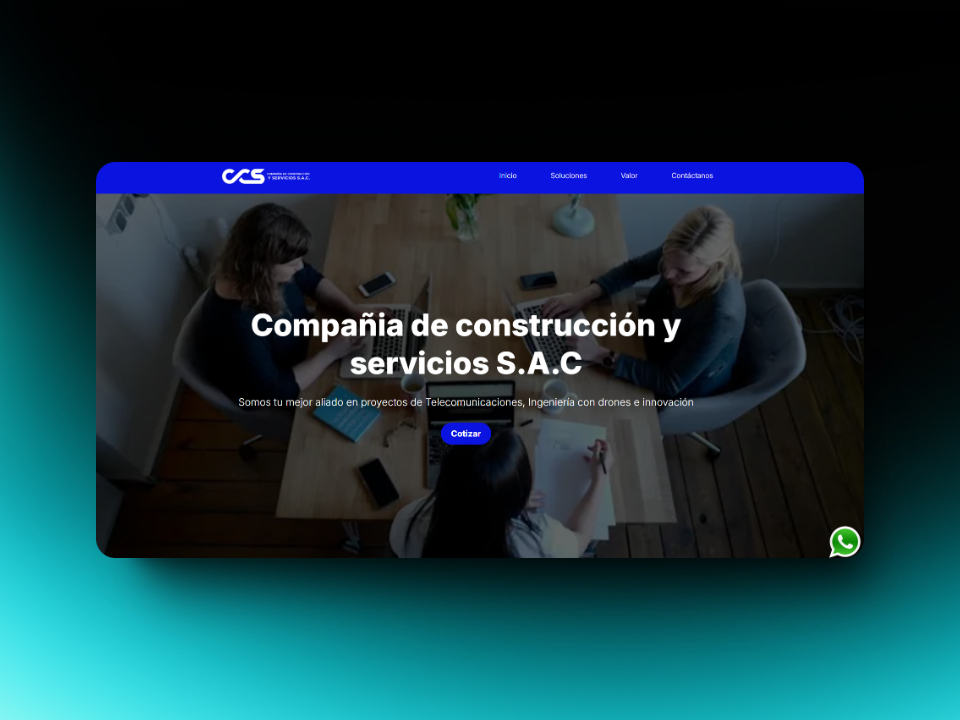 CCS COMPAÑÍA DE CONSTRUCCIÓN
Y SERVICIOS S.A.C.
Inicio Soluciones Valor Contáctanos
Compañia de construcción y
servicios S.A.C
Somos tu mejor aliado en proyectos de Telecomunicaciones, Ingeniería con drones e innovación
Cotizar